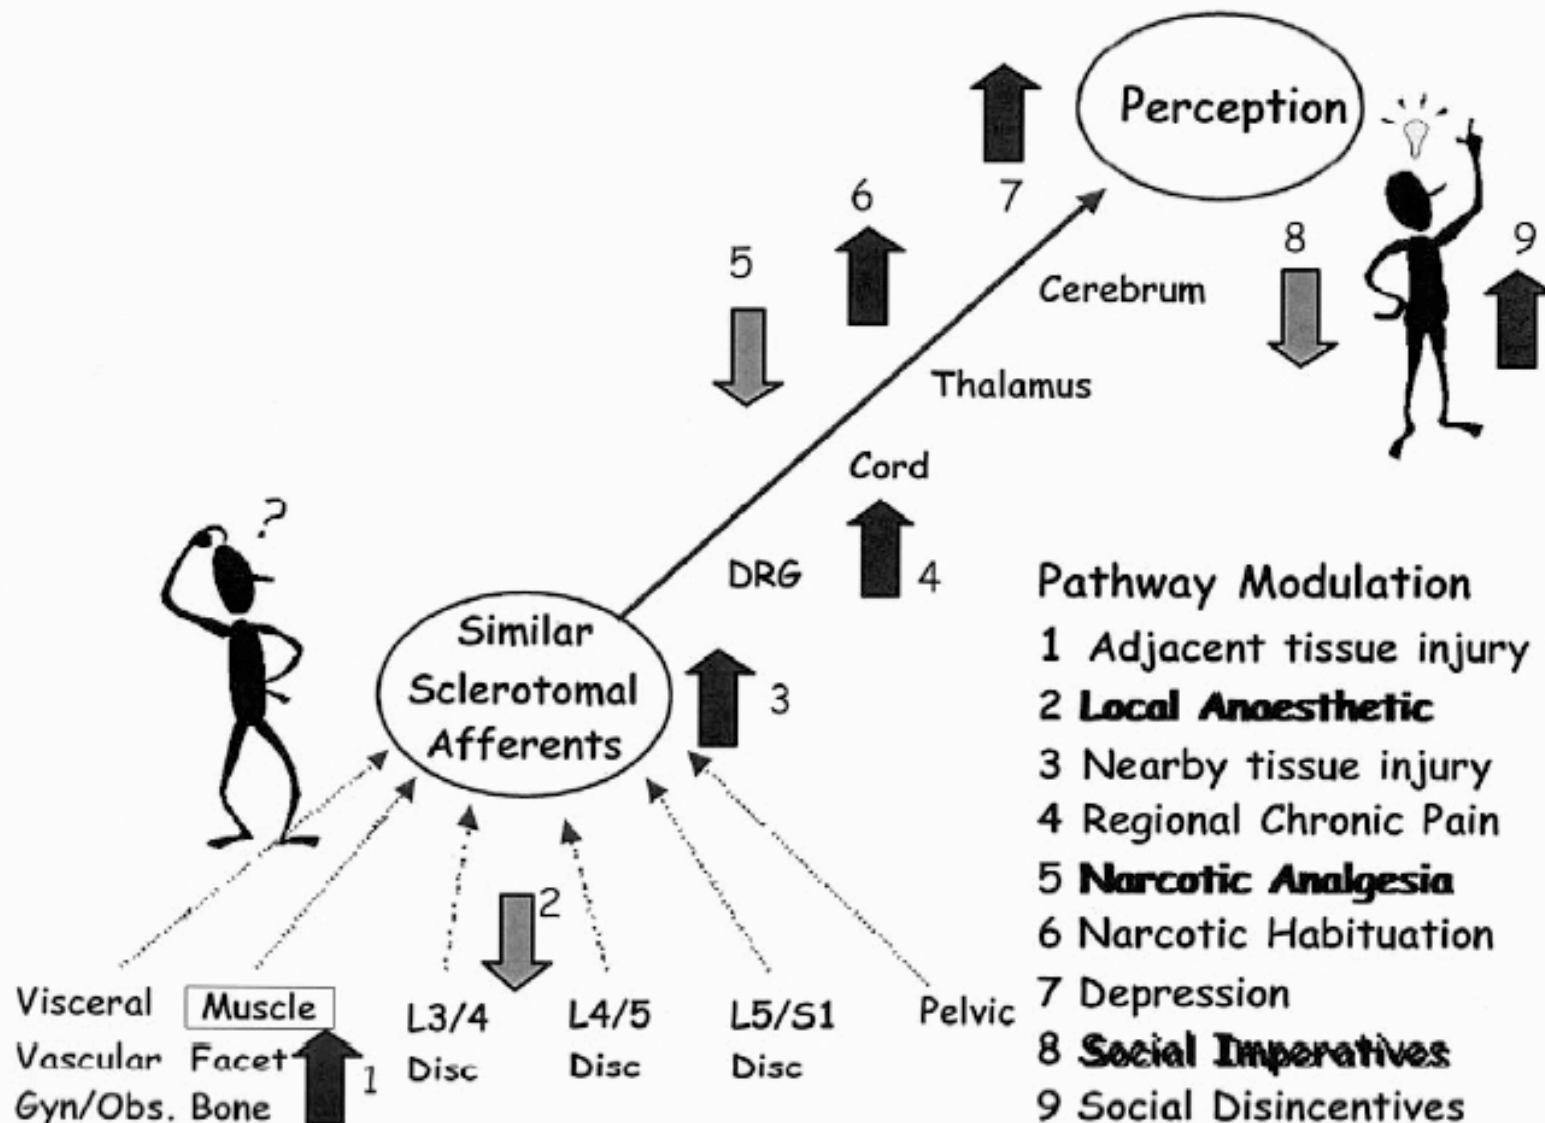 Perception
7
6
5
8
9
Cerebrum
Thalamus
Cord
?
DRG
4
Similar
Sclerotomal
Afferents
3
2
Visceral
Muscle
L3/4
L4/5
L5/S1
Pelvic
Vascular
Facet
1
Disc
Disc
Disc
Gyn/Obs.
Bone
Pathway Modulation
1 Adjacent tissue injury
2 Local Anaesthetic
3 Nearby tissue injury
4 Regional Chronic Pain
5 Narcotic Analgesia
6 Narcotic Habituation
7 Depression
8 Social Imperatives
9 Social Disincentives